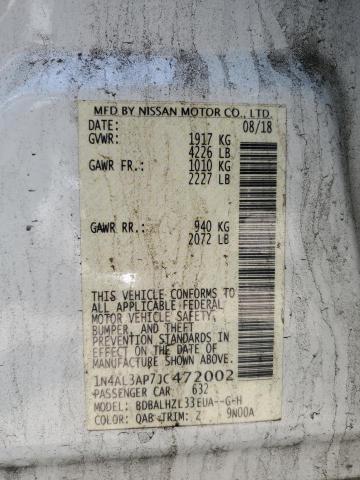 MFD BY NISSAN MOTOR CO., LTD.
DATE: 08/18
GVWR: 1917 KG
4226 LB
GAWR FR.: 1010 KG
2227 LB
GAWR RR.: 940 KG
2072 LB
THIS VEHICLE CONFORMS TO
ALL APPLICABLE FEDERAL
MOTOR VEHICLE SAFETY,
BUMPER, AND THEFT
PREVENTION STANDARDS IN
EFFECT ON THE DATE OF
MANUFACTURE SHOWN ABOVE. USA
1N4AL3AP7JC472002
PASSENGER CAR 632
MODEL: BDBALHZL33EUA--G-H
COLOR: QAB TRIM: Z 9N00A